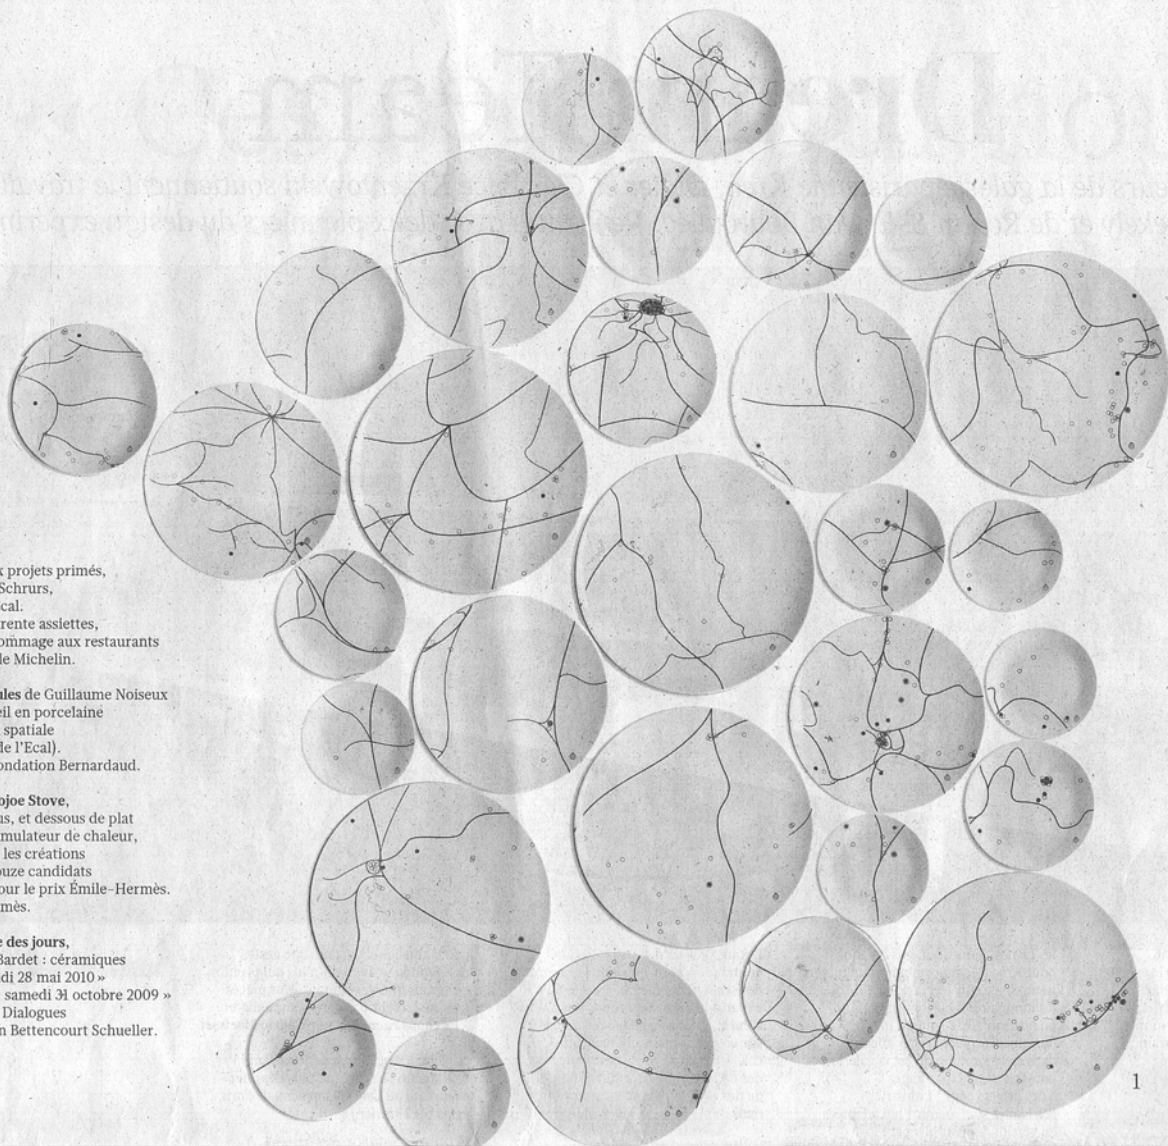 x projets primés,
Schrurs,
cal.
rente assiettes,
ommage aux restaurants
le Michelin.
ules de Guillaume Noiseux
eil en porcelaine
spatiale
de l'Ecal).
ondation Bernardaud.
ojoe Stove,
us, et dessous de plat
mulateur de chaleur,
les créations
ouze candidats
our le prix Émile-Hermès.
mès.
e des jours,
Bardet : céramiques
di 28 mai 2010 »
samedi 31 octobre 2009 »
Dialogues
n Bettencourt Schueller.
1